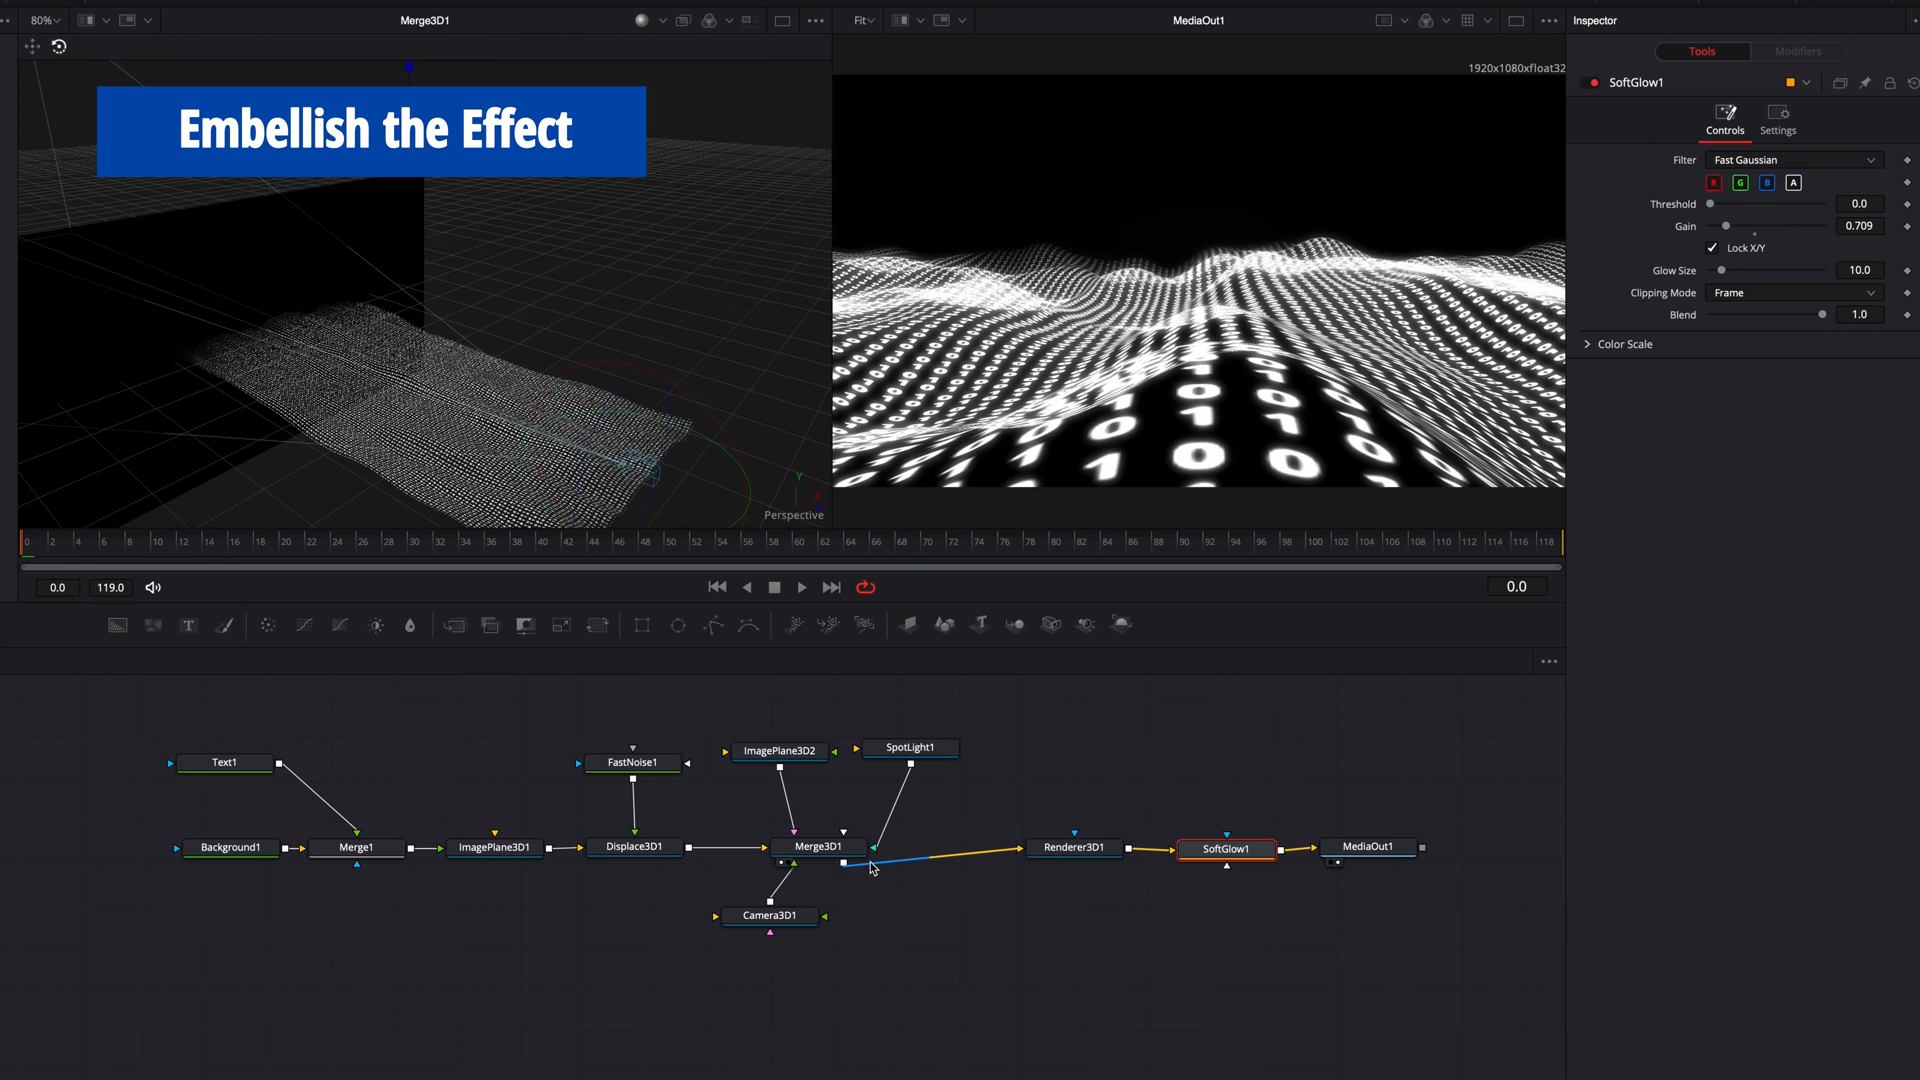 80%
Merge3D1
Fit
MediaOut1
Inspector
Tools
Modifiers
1920x1080xfloat32
SoftGlow1
Embellish the Effect
Controls
Settings
Filter
Fast Gaussian
R
G
B
A
Threshold
0.0
Gain
0.709
Lock X/Y
Glow Size
10.0
Clipping Mode
Frame
Blend
1.0
Color Scale
Y
X
Perspective
0 2 4 6 8 10 12 14 16 18 20 22 24 26 28 30 32 34 36 38 40 42 44 46 48 50 52 54 56 58 60 62 64 66 68 70 72 74 76 78 80 82 84 86 88 90 92 94 96 98 100 102 104 106 108 110 112 114 116 118
0.0
119.0
0.0
Text1
FastNoise1
ImagePlane3D2
SpotLight1
Background1
Merge1
ImagePlane3D1
Displace3D1
Merge3D1
Renderer3D1
SoftGlow1
MediaOut1
Camera3D1